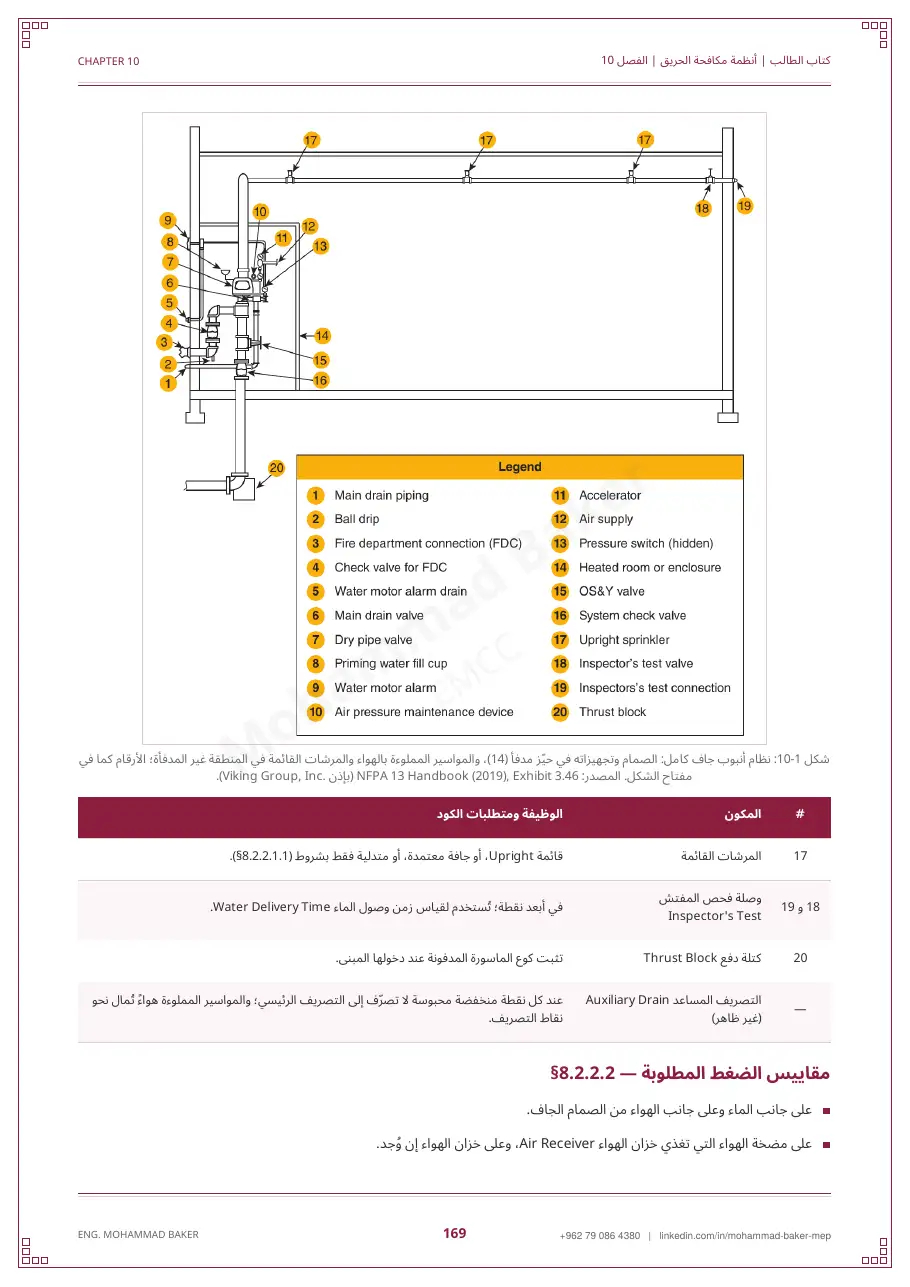 كتاب الطالب | أنظمة مكافحة الحريق | الفصل 10
CHAPTER 10
17
17
17
18
19
9
8
7
6
5
4
3
2
1
10
11
12
13
14
15
16
20
Legend
1 Main drain piping
2 Ball drip
3 Fire department connection (FDC)
4 Check valve for FDC
5 Water motor alarm drain
6 Main drain valve
7 Dry pipe valve
8 Priming water fill cup
9 Water motor alarm
10 Air pressure maintenance device
11 Accelerator
12 Air supply
13 Pressure switch (hidden)
14 Heated room or enclosure
15 OS&Y valve
16 System check valve
17 Upright sprinkler
18 Inspector's test valve
19 Inspectors's test connection
20 Thrust block
Mohammad Baker
MCC
شكل 1-10: نظام أنبوب جاف كامل: الصمام وتجهيزاته في حيّز مدفأ (14)، والمواسير المملوءة بالهواء والمرشات القائمة في المنطقة غير المدفأة؛ الأرقام كما في
مفتاح الشكل. المصدر: NFPA 13 Handbook (2019), Exhibit 3.46 (بإذن Viking Group, Inc.).
# المكون الوظيفة ومتطلبات الكود
17 المرشات القائمة قائمة Upright، أو جافة معتمدة، أو متدلية فقط بشروط (§8.2.2.1.1).
18 و 19 وصلة فحص المفتش Inspector's Test في أبعد نقطة؛ تُستخدم لقياس زمن وصول الماء Water Delivery Time.
20 كتلة دفع Thrust Block تثبت كوع الماسورة المدفونة عند دخولها المبنى.
— التصريف المساعد Auxiliary Drain (غير ظاهر) عند كل نقطة منخفضة محبوسة لا تصرّف إلى التصريف الرئيسي؛ والمواسير المملوءة هواءً تُمال نحو
نقاط التصريف.
مقاييس الضغط المطلوبة — §8.2.2.2
على جانب الماء وعلى جانب الهواء من الصمام الجاف.
على مضخة الهواء التي تغذي خزان الهواء Air Receiver، وعلى خزان الهواء إن وُجد.
ENG. MOHAMMAD BAKER
169
+962 79 086 4380 | linkedin.com/in/mohammad-baker-mep